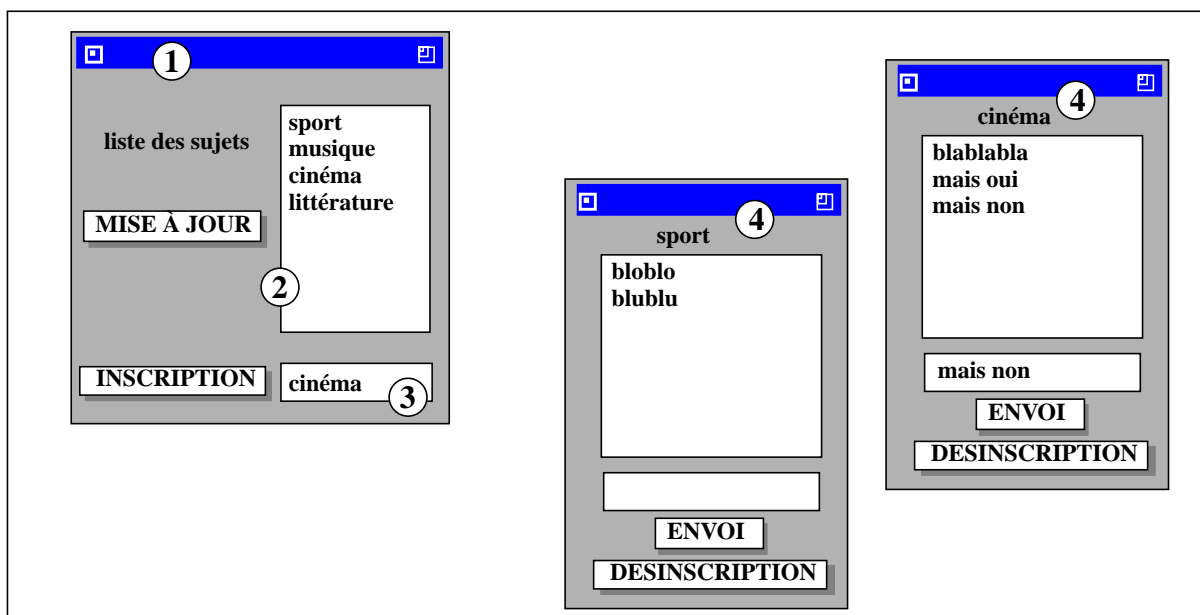 1
liste des sujets
sport
musique
cinéma
littérature
MISE À JOUR
2
INSCRIPTION
cinéma
3
4
sport
bloblo
blublu
ENVOI
DESINSCRIPTION
4
cinéma
blablabla
mais oui
mais non
mais non
ENVOI
DESINSCRIPTION